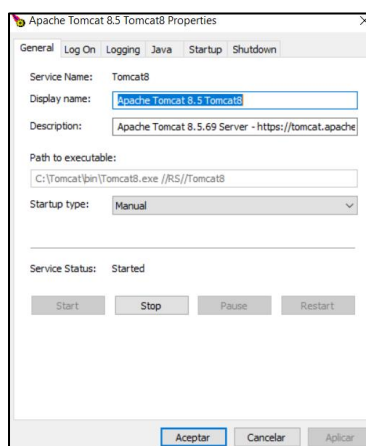 Apache Tomcat 8.5 Tomcat8 Properties
General Log On Logging Java Startup Shutdown
Service Name: Tomcat8
Display name: Apache Tomcat 8.5 Tomcat8
Description: Apache Tomcat 8.5.69 Server - https://tomcat.apache
Path to executable:
C:\Tomcat\bin\Tomcat8.exe //RS//Tomcat8
Startup type: Manual
Service Status: Started
Start Stop Pause Restart
Aceptar Cancelar Aplicar